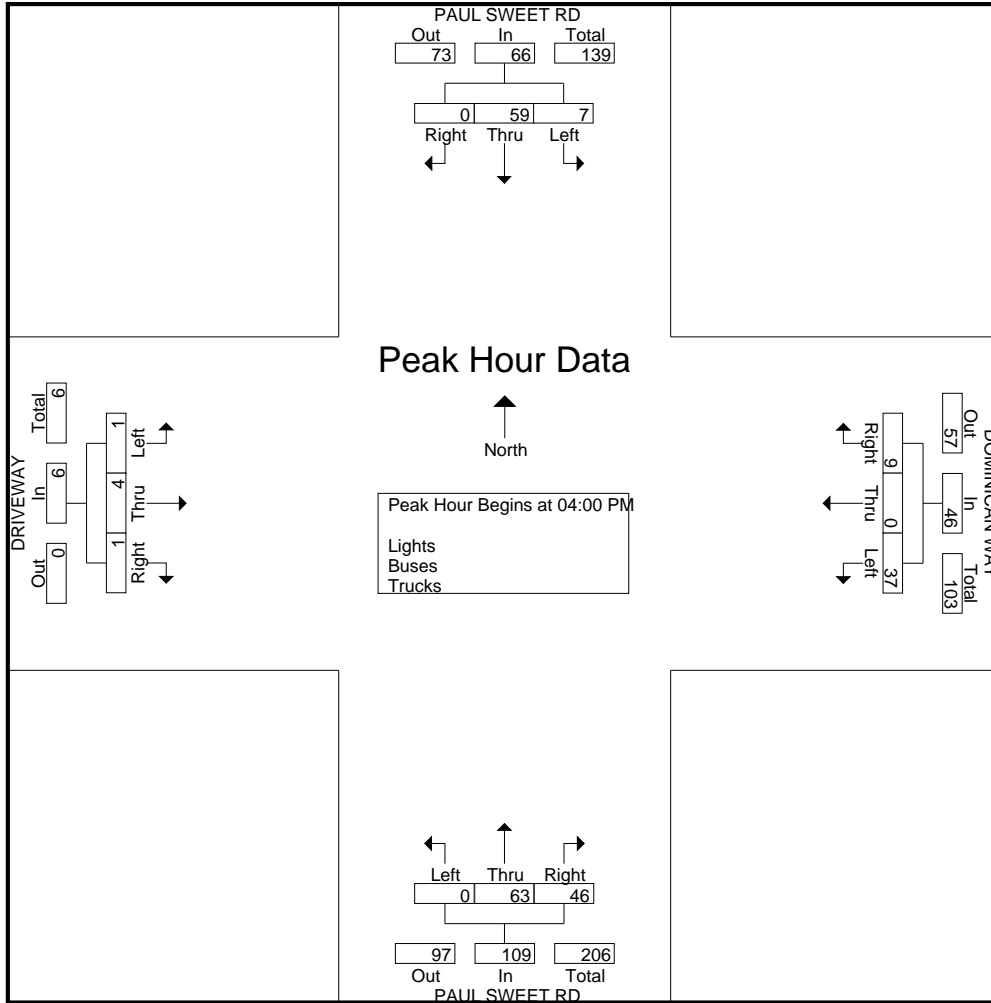 PAUL SWEET RD
Out In Total
73 66 139
0 59 7
Right Thru Left
Peak Hour Data
North
Peak Hour Begins at 04:00 PM
Lights
Buses
Trucks
DRIVEWAY
Total In Out
6 6 0
1 4 1
Left Thru Right
DOMINICAN WAY
Out In Total
57 46 103
9 0 37
Right Thru Left
Left Thru Right
0 63 46
97 109 206
Out In Total
PAUL SWEET RD